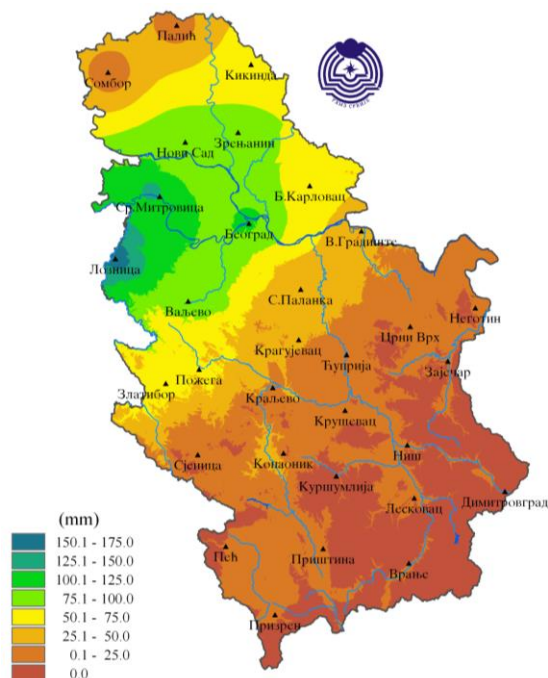 Палић
Сомбор
Кикинда
Зрењанин
Нови Сад
Б.Карловац
Ср.Митровица
Београд
В.Градиште
Лозница
С.Паланка
Ваљево
Неготин
Црни Врх
Крагујевац
Ћуприја
Зајечар
Пожега
Златибор
Краљево
Крушевац
Ниш
Сјеница
Копаоник
Куршумлија
Димитровград
Лесковац
(mm)
150.1 - 175.0
125.1 - 150.0
100.1 - 125.0
75.1 - 100.0
50.1 - 75.0
25.1 - 50.0
0.1 - 25.0
0.0
Пећ
Приштина
Врање
Призрен